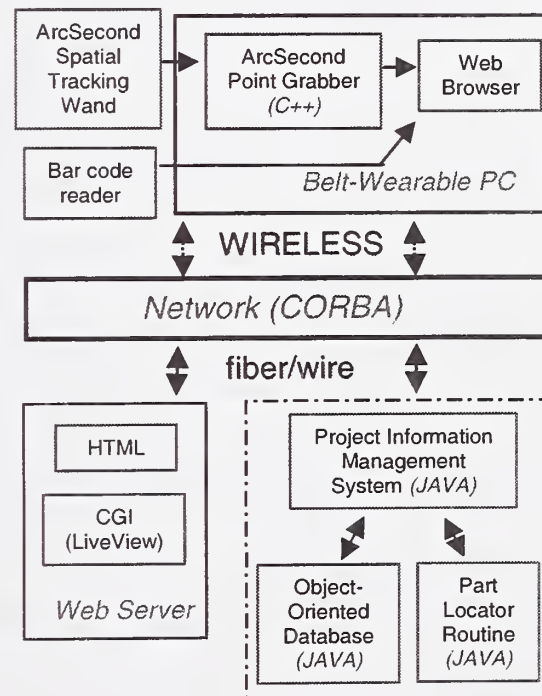 ArcSecond
Spatial
Tracking
Wand
ArcSecond
Point Grabber
(C++)
Web
Browser
Bar code
reader
Belt-Wearable PC
WIRELESS
Network (CORBA)
fiber/wire
HTML
CGI
(LiveView)
Web Server
Project Information
Management
System (JAVA)
Object-
Oriented
Database
(JAVA)
Part
Locator
Routine
(JAVA)